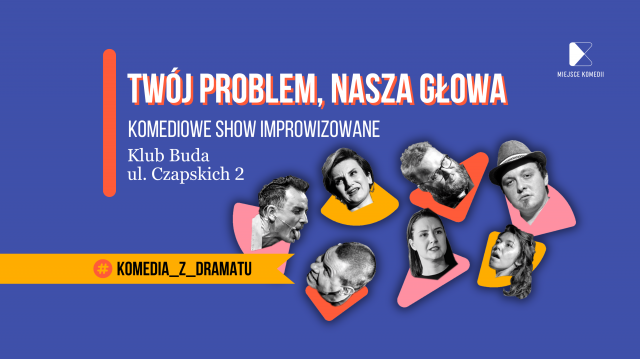 MIEJSCE KOMEDII
TWÓJ PROBLEM, NASZA GŁOWA
KOMEDIOWE SHOW IMPROWIZOWANE
Klub Buda
ul. Czapskich 2
# KOMEDIA_Z_DRAMATU